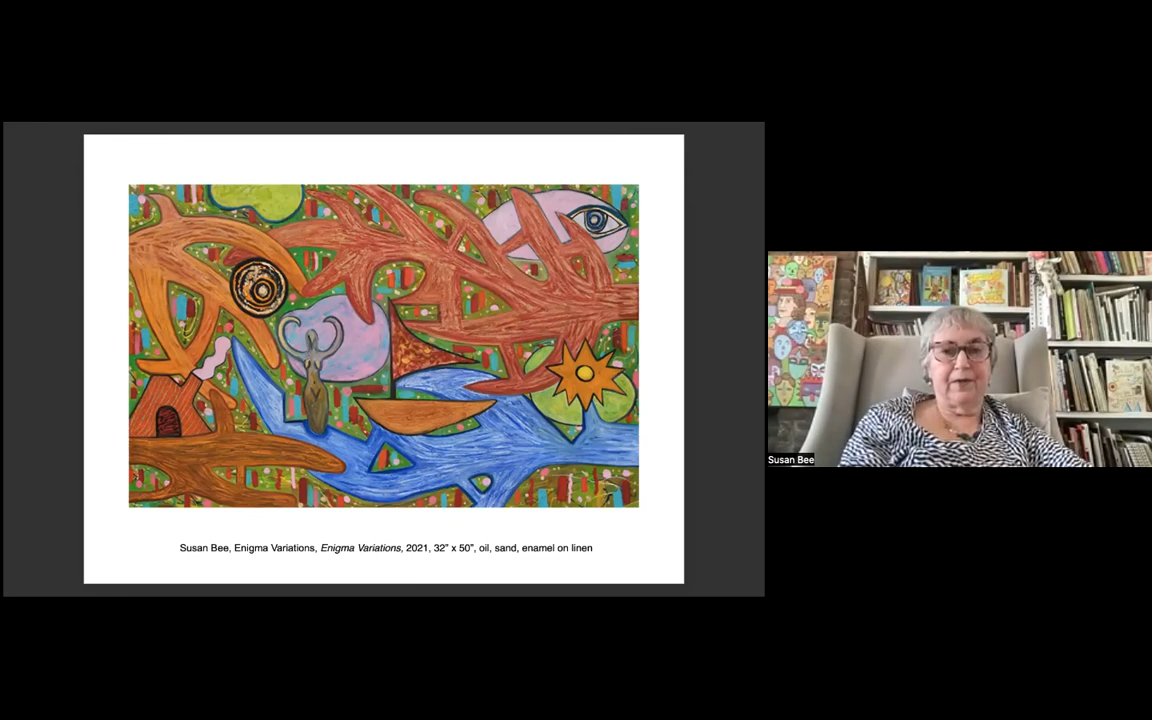 Susan Bee, Enigma Variations, Enigma Variations, 2021, 32” x 50”, oil, sand, enamel on linen
Susan Bee